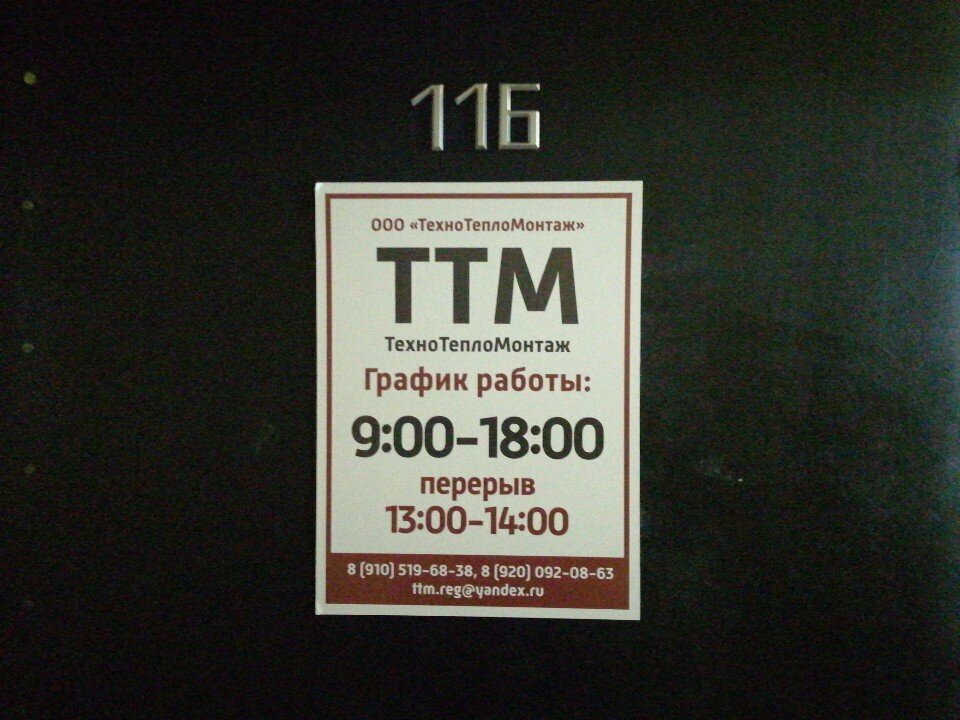 11Б
ООО «ТехноТеплоМонтаж»
ТТМ
ТехноТеплоМонтаж
График работы:
9:00-18:00
перерыв
13:00-14:00
8 (910) 519-68-38, 8 (920) 092-08-63
ttm.reg@yandex.ru